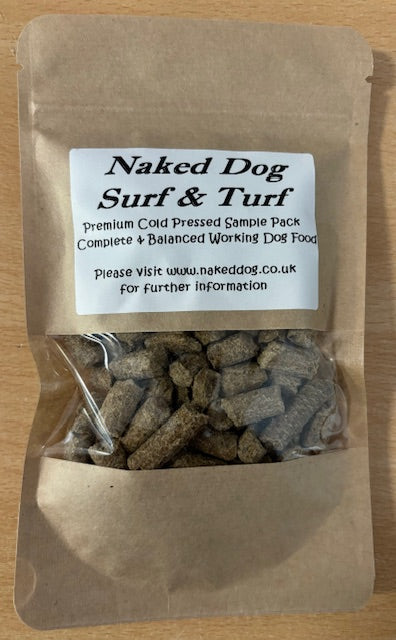 Naked Dog
Surf & Turf
Premium Cold Pressed Sample Pack
Complete & Balanced Working Dog Food
Please visit www.nakeddog.co.uk
for further information